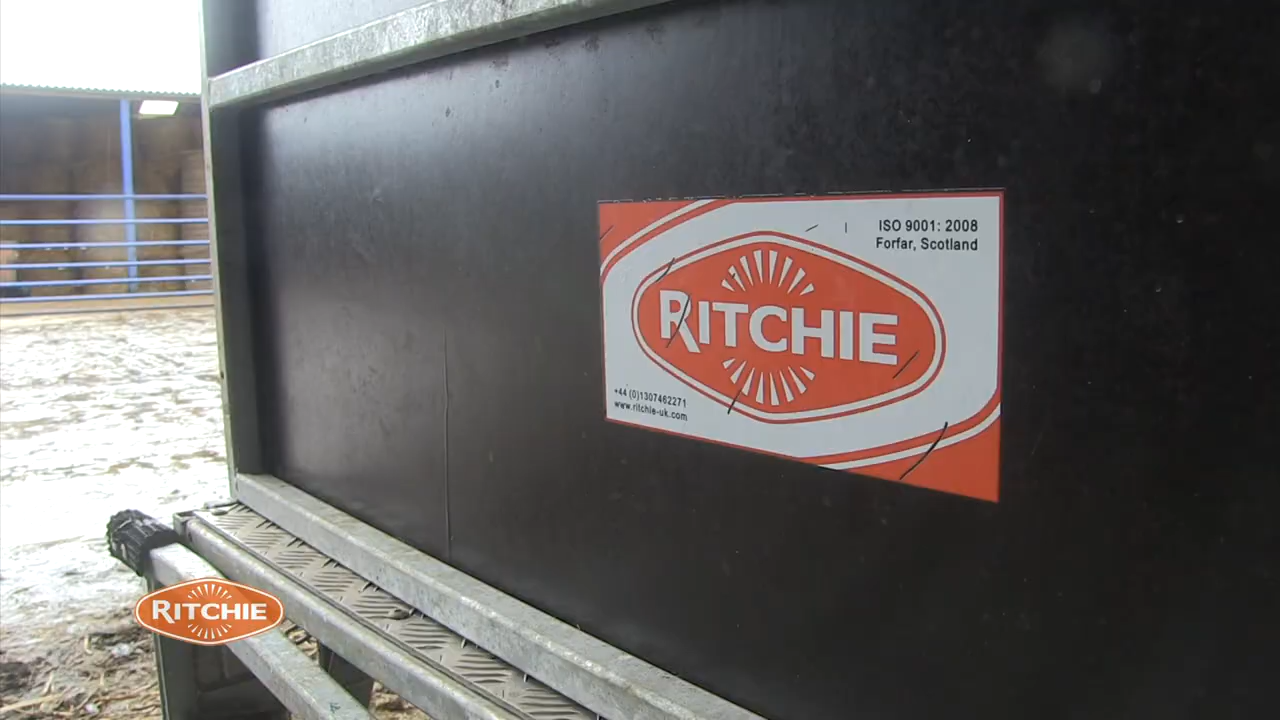 ISO 9001: 2008
Forfar, Scotland
RITCHIE
+44 (0)1307462271
www.ritchie-uk.com
RITCHIE